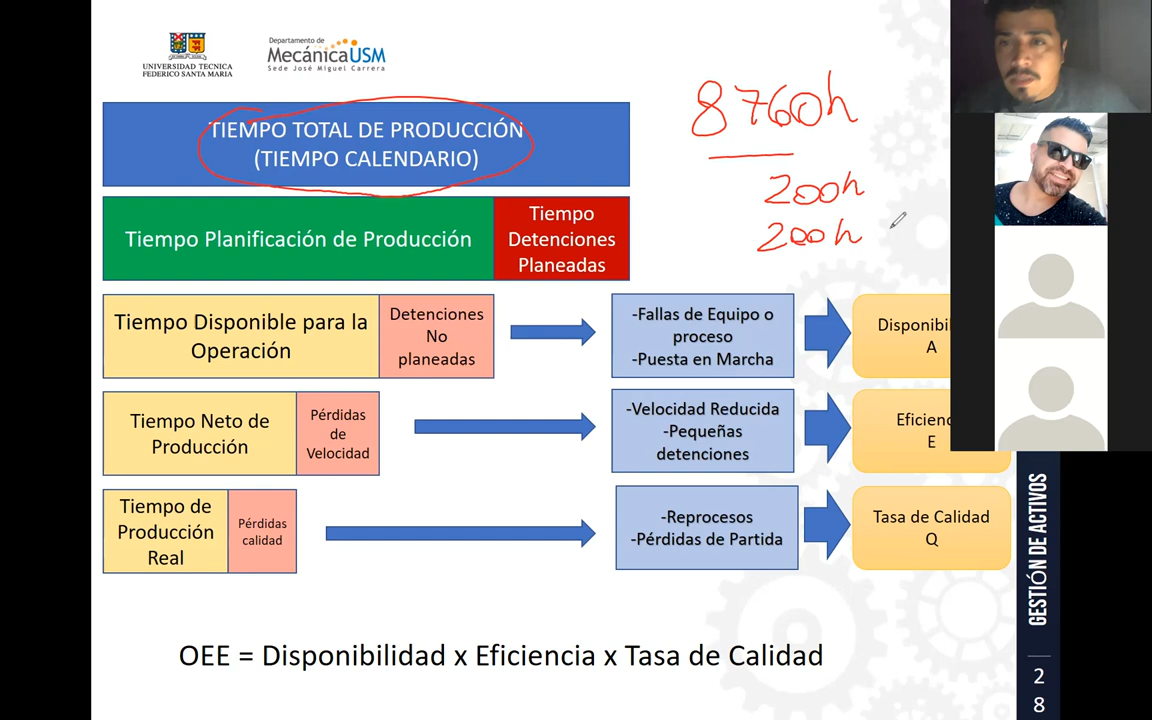 UNIVERSIDAD TECNICA
FEDERICO SANTA MARIA
Departamento de
MecánicaUSM
Sede José Miguel Carrera
TIEMPO TOTAL DE PRODUCCIÓN
(TIEMPO CALENDARIO)
8760h
200h
200h
Tiempo Planificación de Producción
Tiempo
Detenciones
Planeadas
Tiempo Disponible para la
Operación
Detenciones
No
planeadas
-Fallas de Equipo o
proceso
-Puesta en Marcha
Disponibi
A
Tiempo Neto de
Producción
Pérdidas
de
Velocidad
-Velocidad Reducida
-Pequeñas
detenciones
Eficienc
E
Tiempo de
Producción
Real
Pérdidas
calidad
-Reprocesos
-Pérdidas de Partida
Tasa de Calidad
Q
OEE = Disponibilidad x Eficiencia x Tasa de Calidad
GESTIÓN DE ACTIVOS
2
8